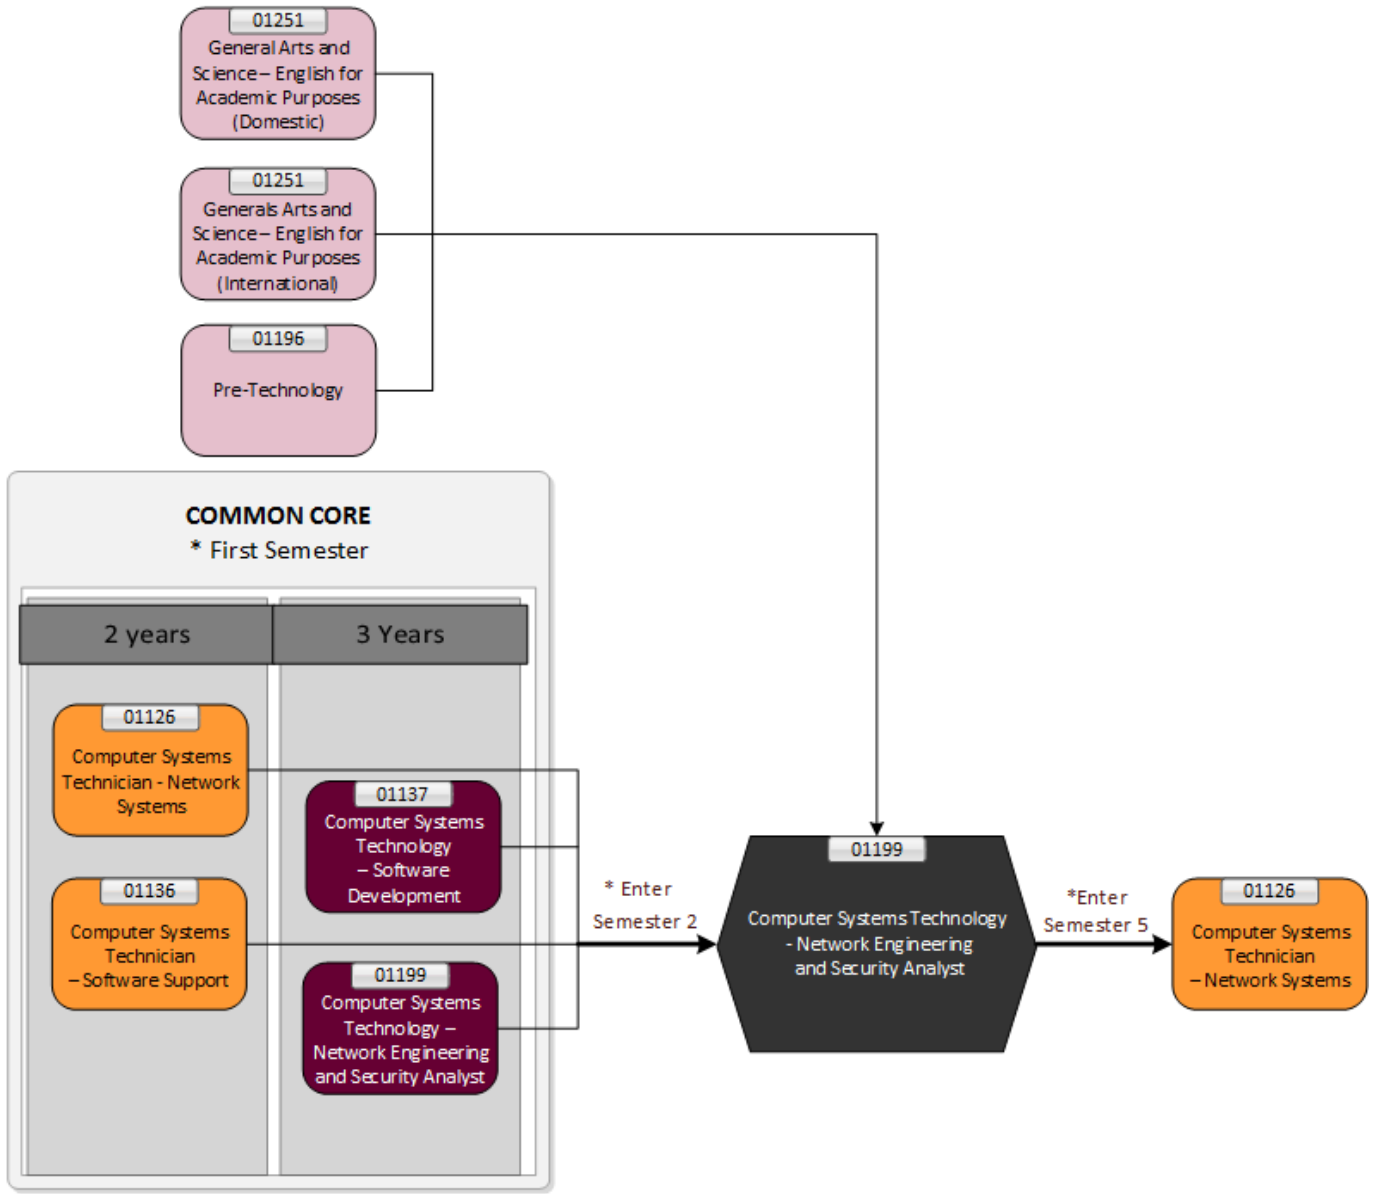 01251
General Arts and
Science – English for
Academic Purposes
(Domestic)
01251
Generals Arts and
Science – English for
Academic Purposes
(International)
01196
Pre-Technology
COMMON CORE
* First Semester
2 years
3 Years
01126
Computer Systems
Technician - Network
Systems
01137
Computer Systems
Technology
– Software
Development
01136
Computer Systems
Technician
– Software Support
01199
Computer Systems
Technology –
Network Engineering
and Security Analyst
* Enter
Semester 2
01199
Computer Systems Technology
- Network Engineering
and Security Analyst
*Enter
Semester 5
01126
Computer Systems
Technician
– Network Systems